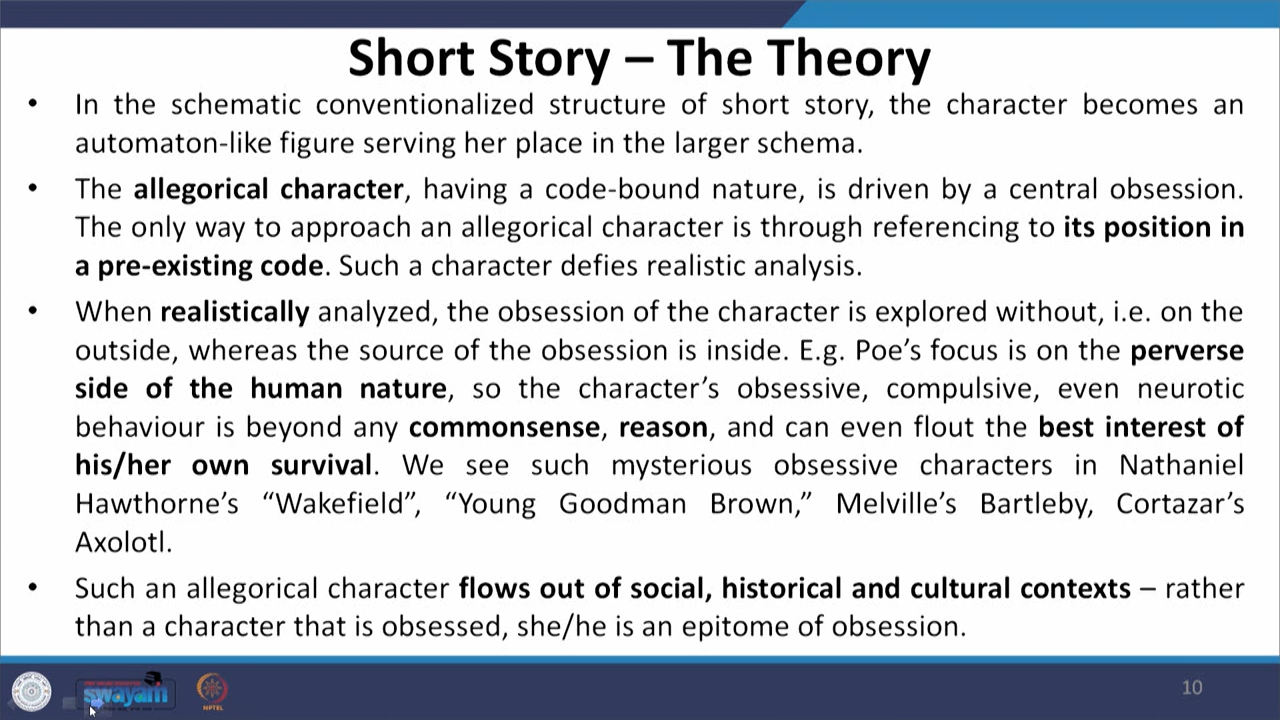 Short Story – The Theory
• In the schematic conventionalized structure of short story, the character becomes an
automaton-like figure serving her place in the larger schema.
• The allegorical character, having a code-bound nature, is driven by a central obsession.
The only way to approach an allegorical character is through referencing to its position in
a pre-existing code. Such a character defies realistic analysis.
• When realistically analyzed, the obsession of the character is explored without, i.e. on the
outside, whereas the source of the obsession is inside. E.g. Poe’s focus is on the perverse
side of the human nature, so the character’s obsessive, compulsive, even neurotic
behaviour is beyond any commonsense, reason, and can even flout the best interest of
his/her own survival. We see such mysterious obsessive characters in Nathaniel
Hawthorne’s “Wakefield”, “Young Goodman Brown,” Melville’s Bartleby, Cortazar’s
Axolotl.
• Such an allegorical character flows out of social, historical and cultural contexts – rather
than a character that is obsessed, she/he is an epitome of obsession.
swayam
NPTEL
10